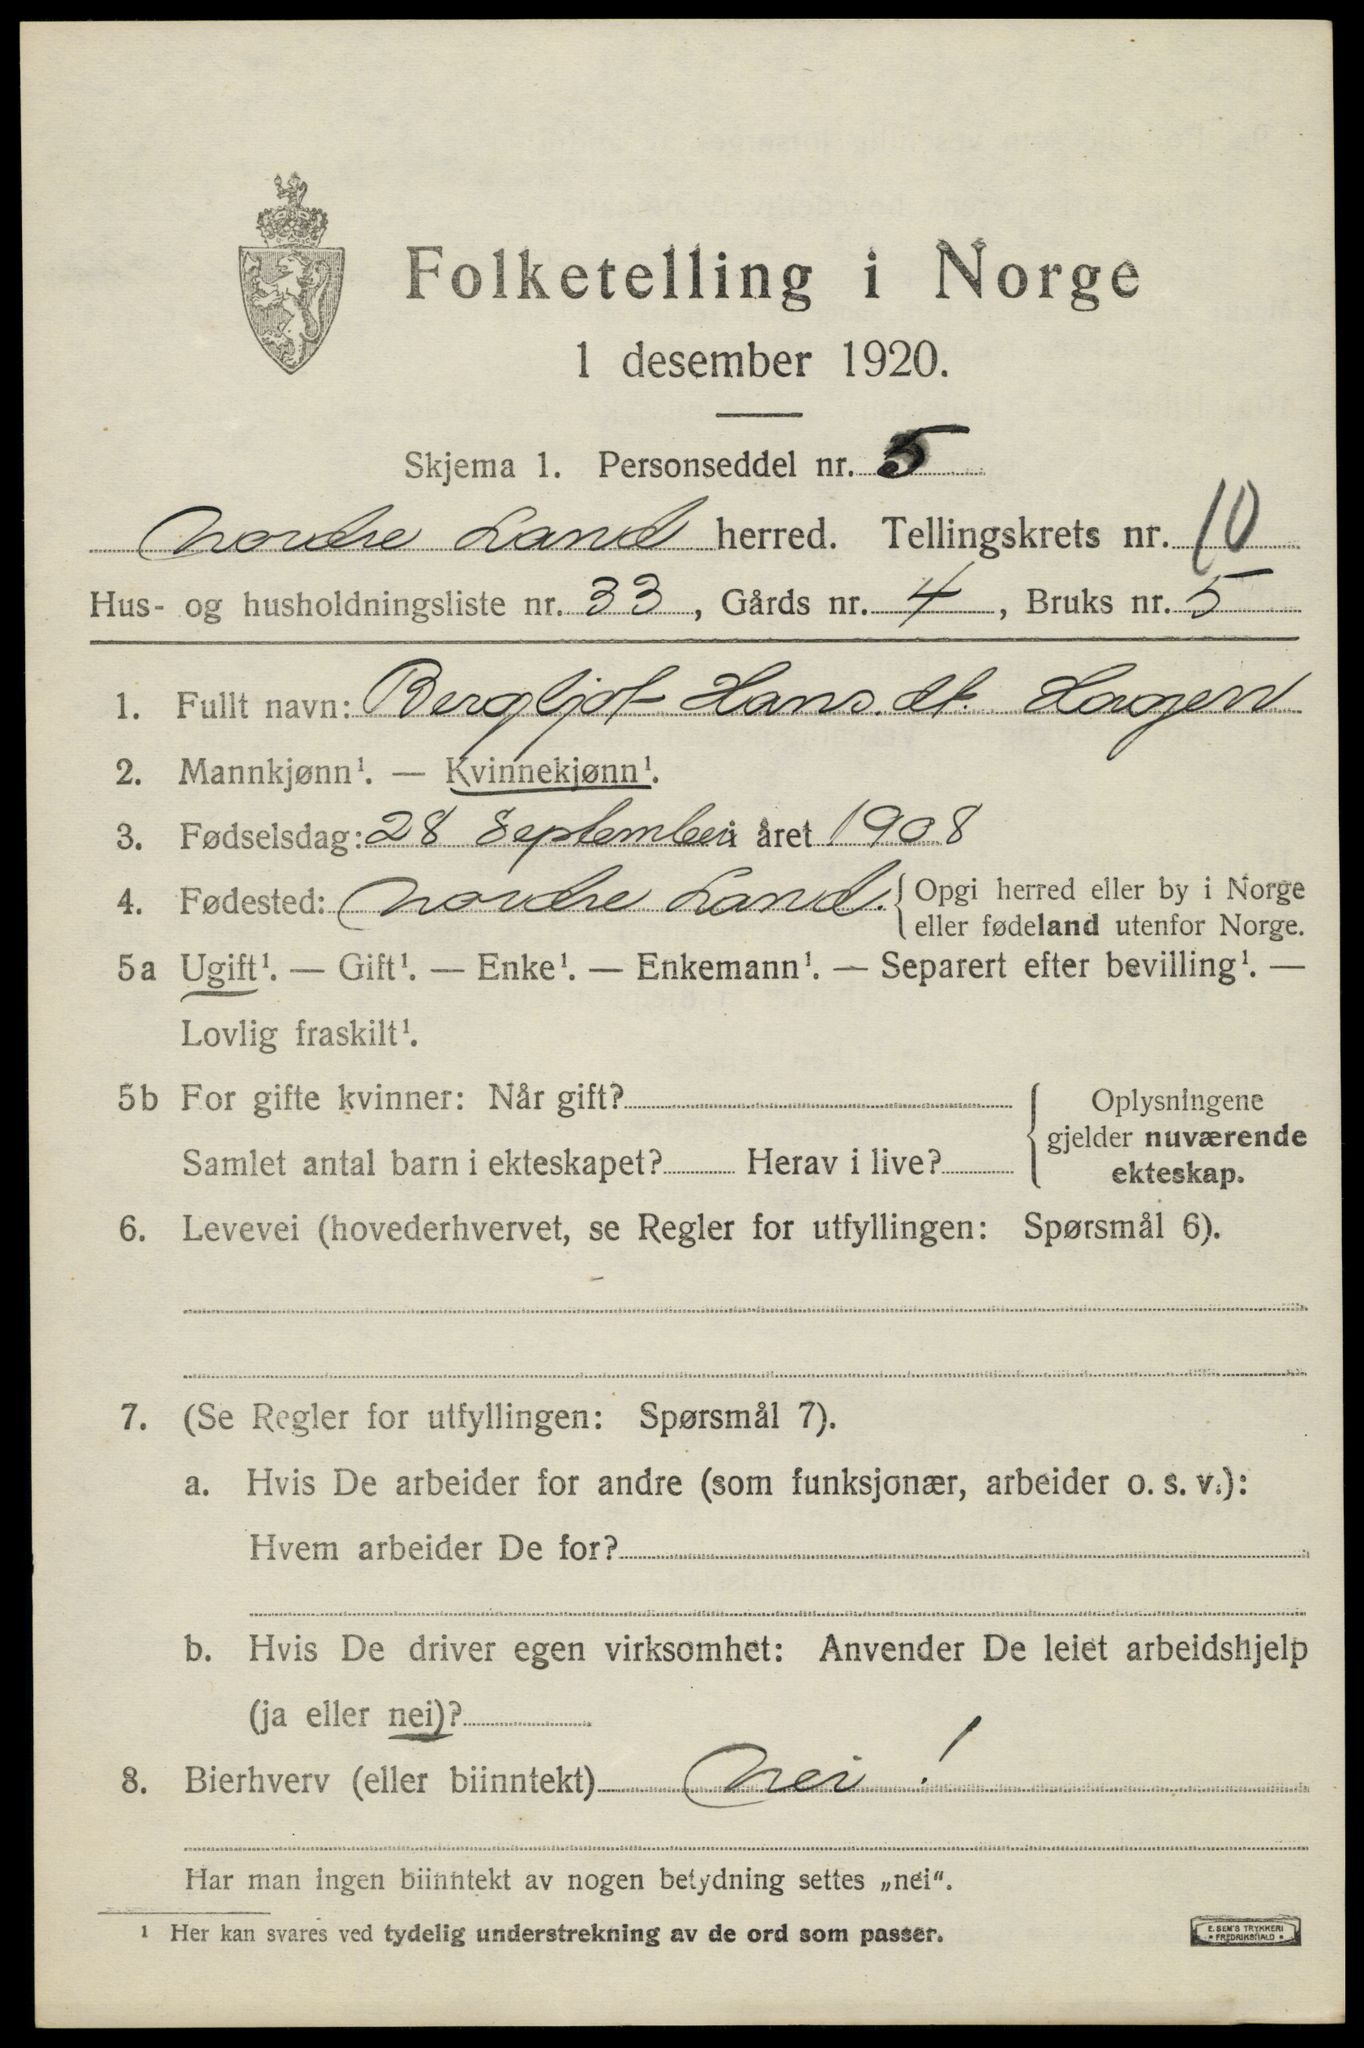 Folketelling i Norge
1 desember 1920.
Skjema 1. Personseddel nr. 5
Nordre Land herred. Tellingskrets nr. 10
Hus- og husholdningsliste nr. 33, Gårds nr. 4, Bruks nr. 5
1. Fullt navn: Bergljot Hans. dt. Hagen
2. Mannkjønn¹. — Kvinnekjønn¹.
3. Fødselsdag: 28 September i året 1908
4. Fødested: Nordre Land. Opgi herred eller by i Norge
eller fødeland utenfor Norge.
5a Ugift¹. — Gift¹. — Enke¹. — Enkemann¹. — Separert efter bevilling¹. —
Lovlig fraskilt¹.
5b For gifte kvinner: Når gift? Oplysningene
gjelder nuværende
Samlet antal barn i ekteskapet? Herav i live?
ekteskap.
6. Levevei (hovederhvervet, se Regler for utfyllingen: Spørsmål 6).
7. (Se Regler for utfyllingen: Spørsmål 7).
a. Hvis De arbeider for andre (som funksjonær, arbeider o. s. v.):
Hvem arbeider De for?
b. Hvis De driver egen virksomhet: Anvender De leiet arbeidshjelp
(ja eller nei)?
8. Bierhverv (eller biinntekt) Nei !
Har man ingen biinntekt av nogen betydning settes „nei".
¹ Her kan svares ved tydelig understrekning av de ord som passer.
E. SEM'S TRYKKERI
FREDRIKSHALD